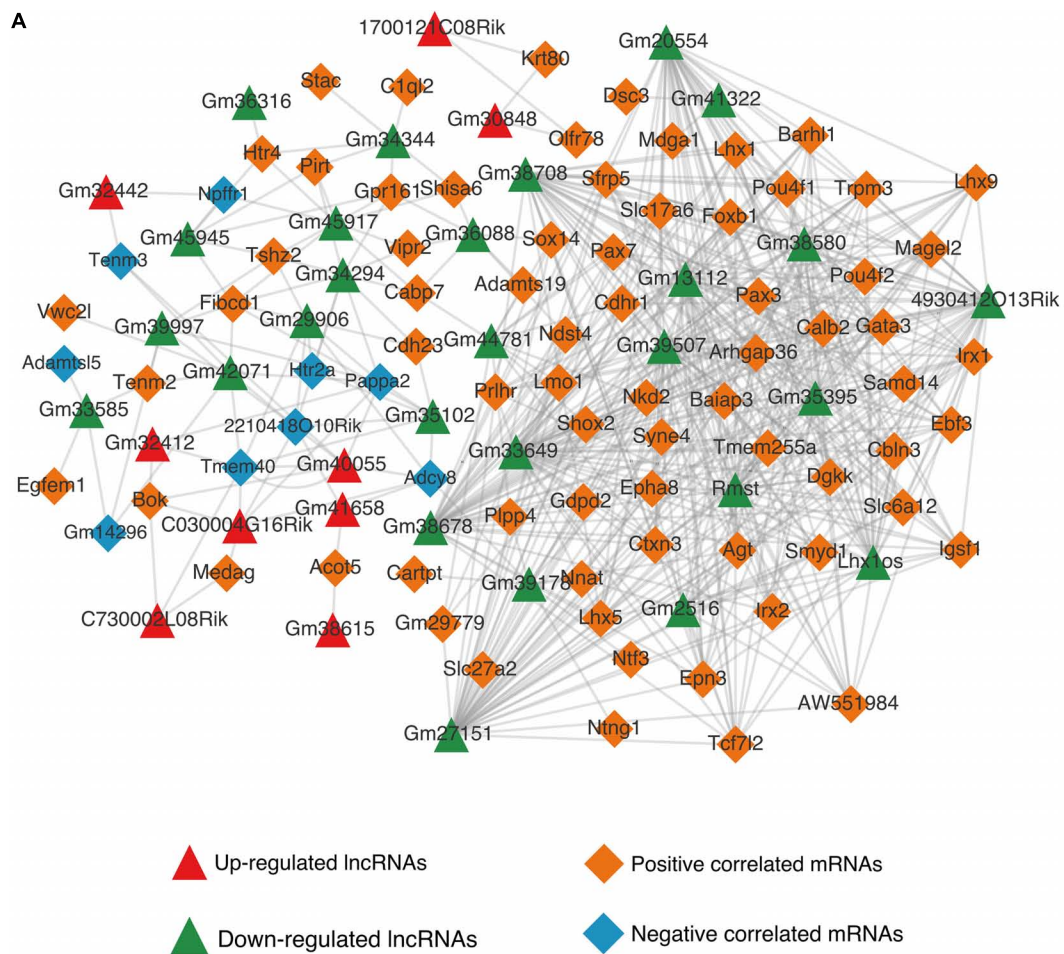 A
1700121C08Rik
Gm20554
Krt80
Stac
C1ql2
Dsc3
Gm41322
Gm36316
Gm30848
Gm34344
Olfr78
Mdga1
Lhx1
Barhl1
Htr4
Pirt
Gm32442
Npffr1
Gpr161
Shisa6
Gm38708
Sfrp5
Pou4f1
Trpm3
Lhx9
Slc17a6
Foxb1
Gm45945
Gm45917
Gm36088
Sox14
Pax7
Gm38580
Magel2
Tenm3
Tshz2
Vipr2
Gm34294
Gm13112
Pou4f2
Adamts19
Cabp7
Cdhr1
Pax3
4930412O13Rik
Vwc2l
Fibcd1
Gm39997
Gm29906
Gm44781
Ndst4
Calb2
Gata3
Cdh23
Gm39507
Arhgap36
Irx1
Adamtsl5
Gm42071
Htr2a
Pappa2
Tenm2
Prlhr
Lmo1
Nkd2
Baiap3
Gm35395
Samd14
Gm33585
Gm35102
2210418O10Rik
Shox2
Ebf3
Gm32412
Syne4
Tmem255a
Cbln3
Gm33649
Tmem40
Gm40055
Adcy8
Egfem1
Bok
Epha8
Rmst
Dgkk
Gdpd2
Slc6a12
Gm14296
C030004G16Rik
Gm41658
Gm38678
Plpp4
Ctxn3
Agt
Smyd1
Lhx1os
Igsf1
Medag
Acot5
Cartpt
Gm39178
Nnat
C730002L08Rik
Gm38615
Gm29779
Lhx5
Gm2516
Irx2
Slc27a2
Ntf3
Epn3
AW551984
Gm27151
Ntng1
Tcf7l2
Up-regulated lncRNAs
Positive correlated mRNAs
Down-regulated lncRNAs
Negative correlated mRNAs